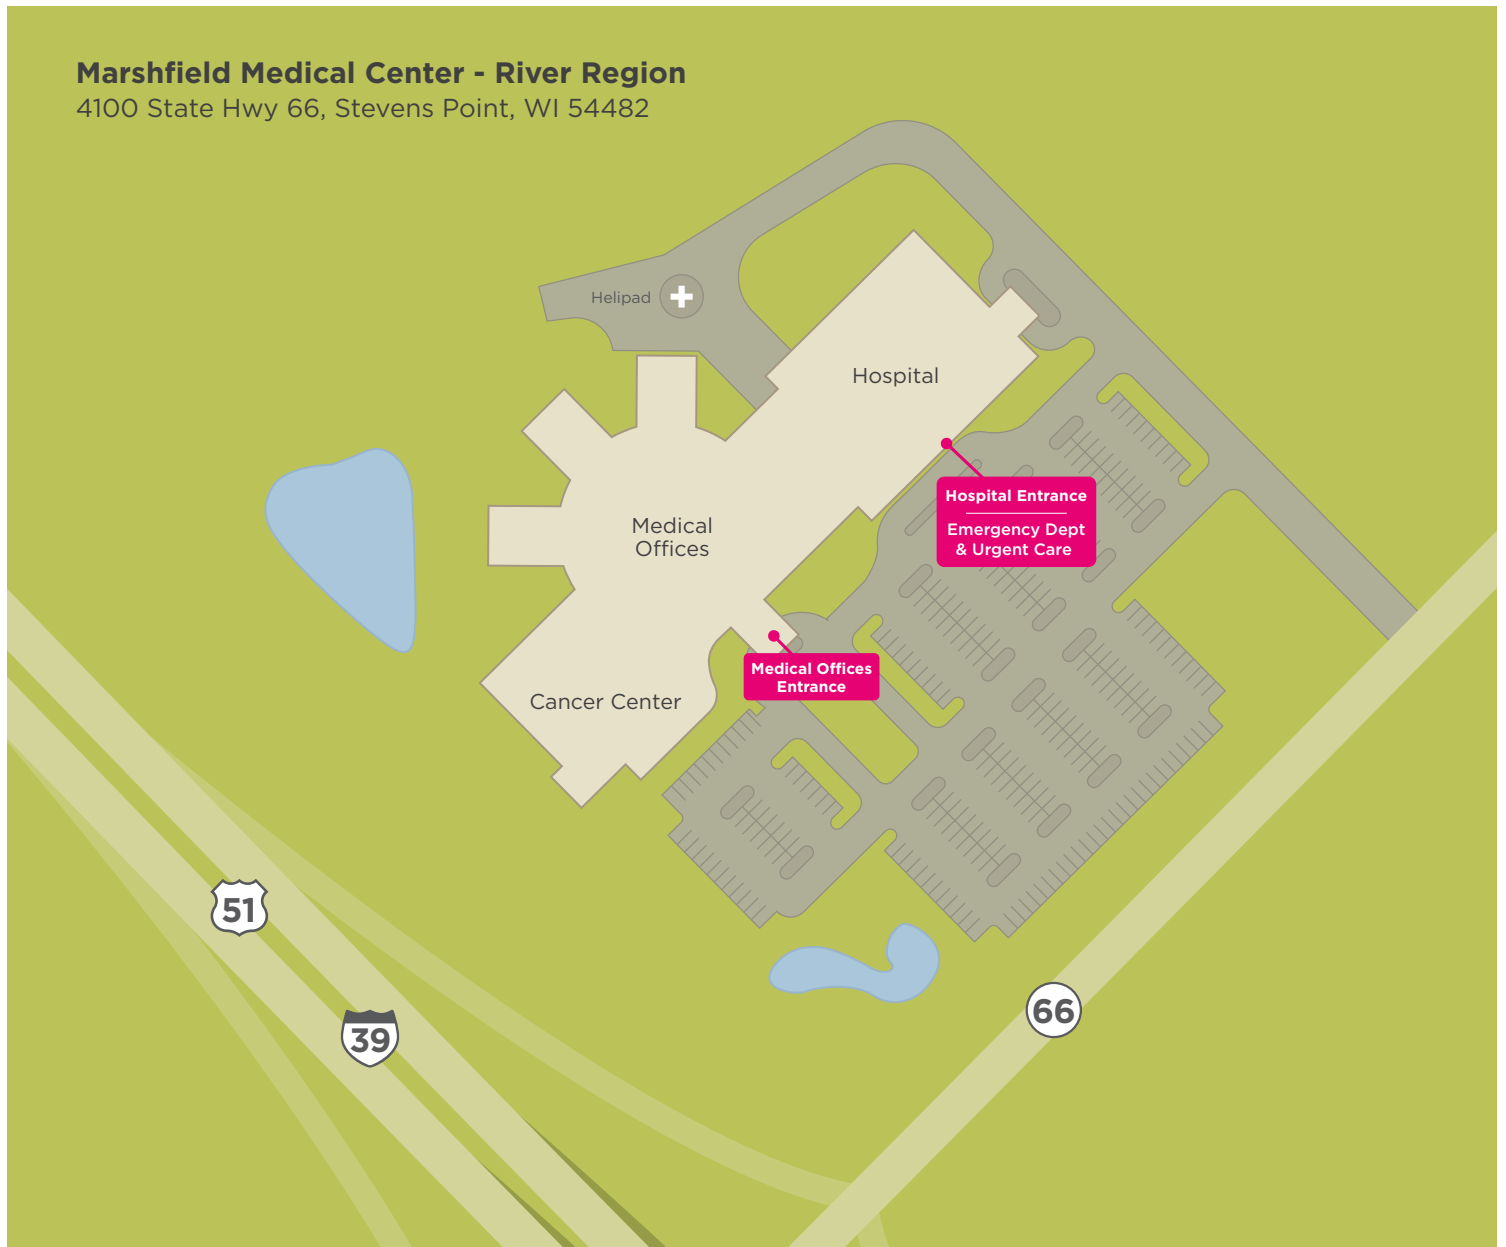 Marshfield Medical Center - River Region
4100 State Hwy 66, Stevens Point, WI 54482
Helipad
Hospital
Hospital Entrance
Emergency Dept
& Urgent Care
Medical
Offices
Medical Offices
Entrance
Cancer Center
51
39
66